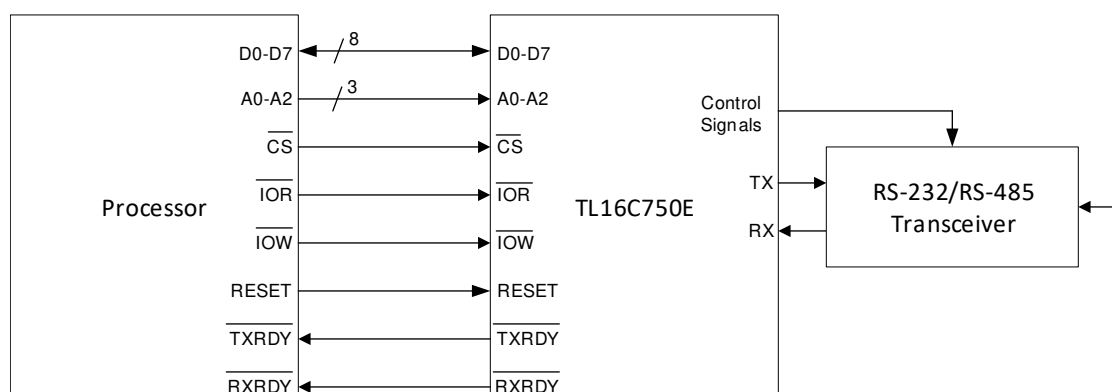 8
D0-D7 D0-D7
3
A0-A2 A0-A2
Control
Signals
CS CS
TX
RS-232/RS-485
Transceiver
Processor
IOR IOR
TL16C750E
RX
IOW IOW
RESET RESET
TXRDY TXRDY
RXRDY RXRDY